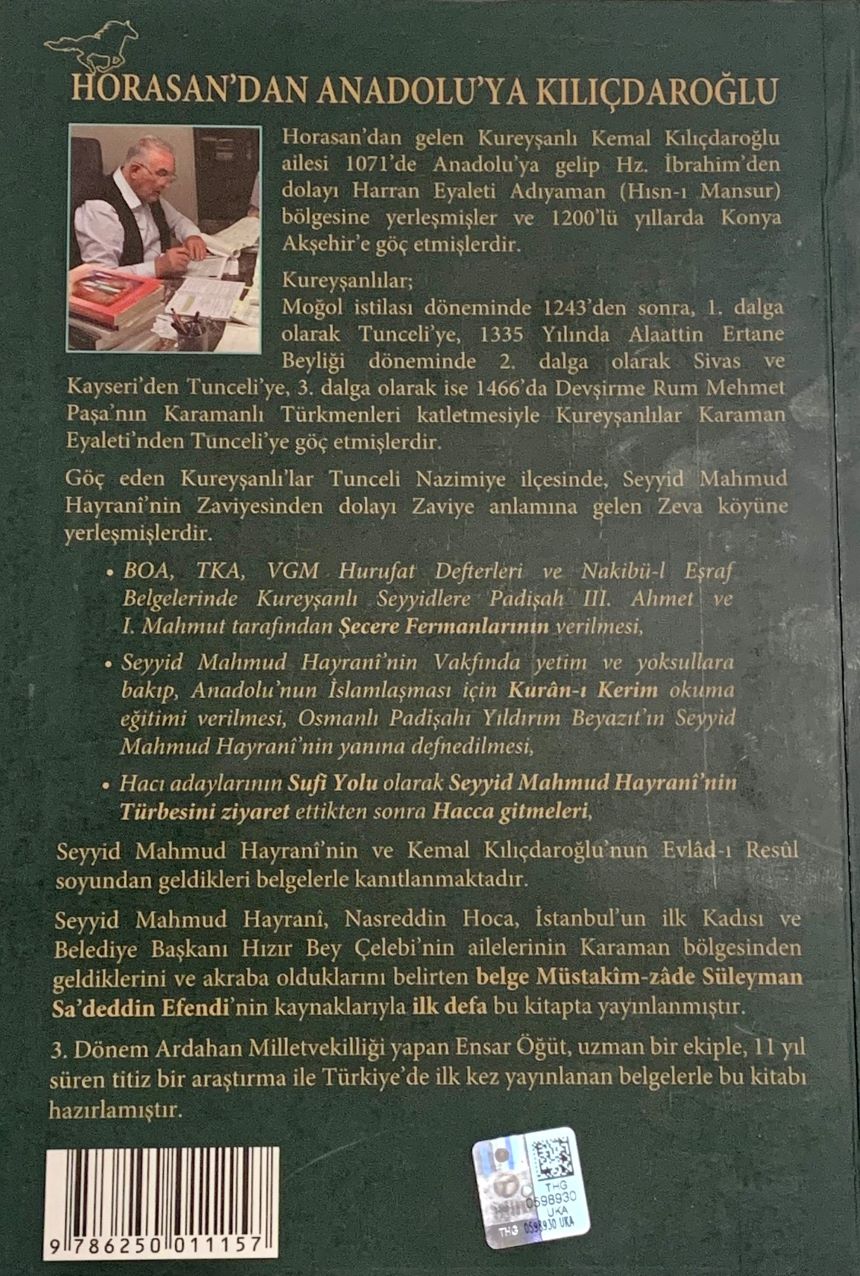 HORASAN'DAN ANADOLU'YA KILIÇDAROĞLU
Horasan'dan gelen Kureyşanlı Kemal Kılıçdaroğlu
ailesi 1071'de Anadolu'ya gelip Hz. İbrahim'den
dolayı Harran Eyaleti Adıyaman (Hısn-ı Mansur)
bölgesine yerleşmişler ve 1200'lü yıllarda Konya
Akşehir'e göç etmişlerdir.
Kureyşanlılar;
Moğol istilası döneminde 1243'den sonra, 1. dalga
olarak Tunceli'ye, 1335 Yılında Alaattin Ertane
Beyliği döneminde 2. dalga olarak Sivas ve
Kayseri'den Tunceli'ye, 3. dalga olarak ise 1466'da Devşirme Rum Mehmet
Paşa'nın Karamanlı Türkmenleri katletmesiyle Kureyşanlılar Karaman
Eyaleti'nden Tunceli'ye göç etmişlerdir.
Göç eden Kureyşanlı'lar Tunceli Nazimiye ilçesinde, Seyyid Mahmud
Hayranî'nin Zaviyesinden dolayı Zaviye anlamına gelen Zeva köyüne
yerleşmişlerdir.
• BOA, TKA, VGM Hurufat Defterleri ve Nakibü-l Eşraf
Belgelerinde Kureyşanlı Seyyidlere Padişah III. Ahmet ve
I. Mahmut tarafından Şecere Fermanlarının verilmesi,
• Seyyid Mahmud Hayranî'nin Vakfında yetim ve yoksullara
bakıp, Anadolu'nun İslamlaşması için Kurân-ı Kerim okuma
eğitimi verilmesi, Osmanlı Padişahı Yıldırım Beyazıt'ın Seyyid
Mahmud Hayranî'nin yanına defnedilmesi,
• Hacı adaylarının Sufi Yolu olarak Seyyid Mahmud Hayranî'nin
Türbesini ziyaret ettikten sonra Hacca gitmeleri,
Seyyid Mahmud Hayranî'nin ve Kemal Kılıçdaroğlu'nun Evlâd-ı Resûl
soyundan geldikleri belgelerle kanıtlanmaktadır.
Seyyid Mahmud Hayranî, Nasreddin Hoca, İstanbul'un ilk Kadısı ve
Belediye Başkanı Hızır Bey Çelebi'nin ailelerinin Karaman bölgesinden
geldiklerini ve akraba olduklarını belirten belge Müstakîm-zâde Süleyman
Sa'deddin Efendi'nin kaynaklarıyla ilk defa bu kitapta yayınlanmıştır.
3. Dönem Ardahan Milletvekilliği yapan Ensar Öğüt, uzman bir ekiple, 11 yıl
süren titiz bir araştırma ile Türkiye'de ilk kez yayınlanan belgelerle bu kitabı
hazırlamıştır.
9 786250 011157
THG
0598930
UKA
THG 0598930 UKA